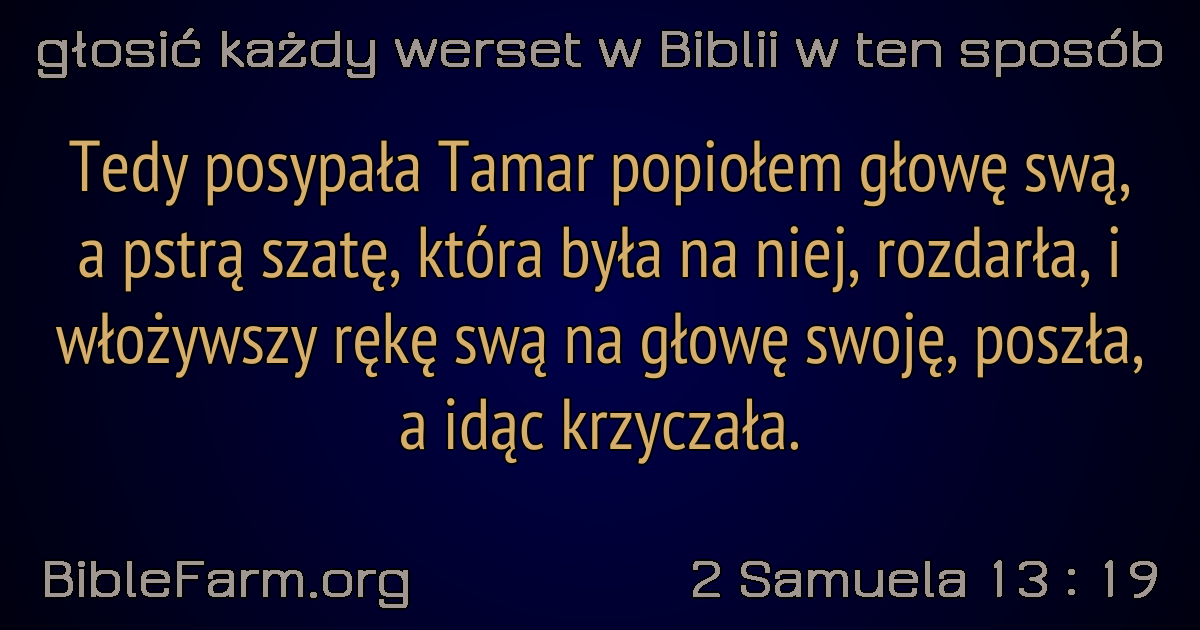 głosić każdy werset w Biblii w ten sposób
Tedy posypała Tamar popiołem głowę swą,
a pstrą szatę, która była na niej, rozdarła, i
włożywszy rękę swą na głowę swoję, poszła,
a idąc krzyczała.
BibleFarm.org
2 Samuela 13 : 19